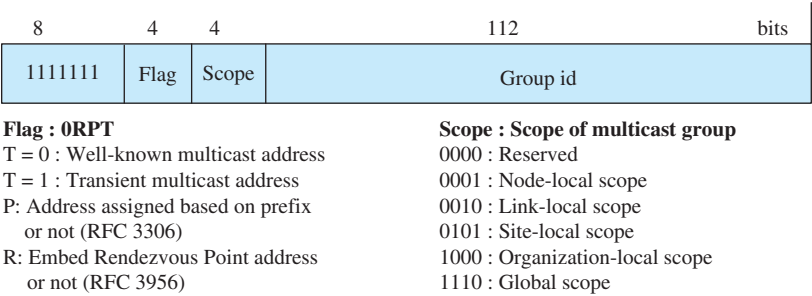 8 4 4 112 bits
1111111 Flag Scope Group id
Flag : 0RPT
T = 0 : Well-known multicast address
T = 1 : Transient multicast address
P: Address assigned based on prefix
or not (RFC 3306)
R: Embed Rendezvous Point address
or not (RFC 3956)
Scope : Scope of multicast group
0000 : Reserved
0001 : Node-local scope
0010 : Link-local scope
0101 : Site-local scope
1000 : Organization-local scope
1110 : Global scope